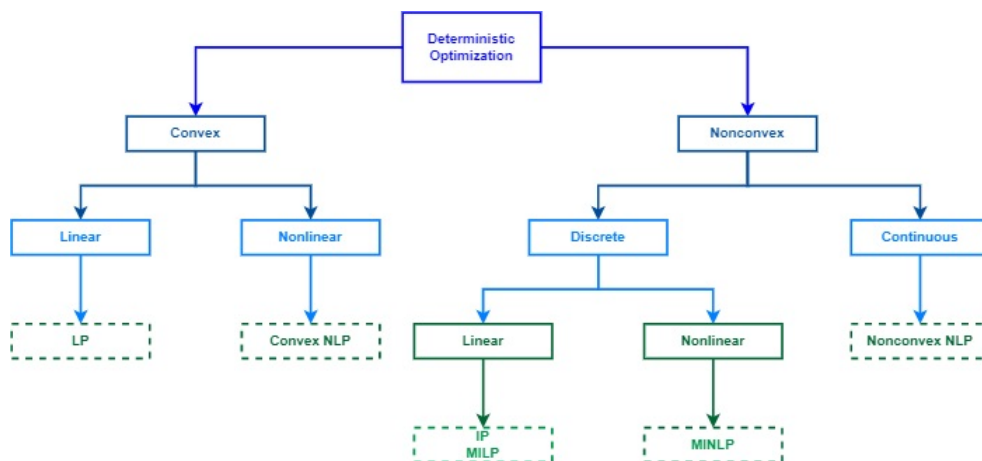 Deterministic
Optimization
Convex
Nonconvex
Linear
Nonlinear
Discrete
Continuous
LP
Convex NLP
Linear
Nonlinear
Nonconvex NLP
IP
MILP
MINLP